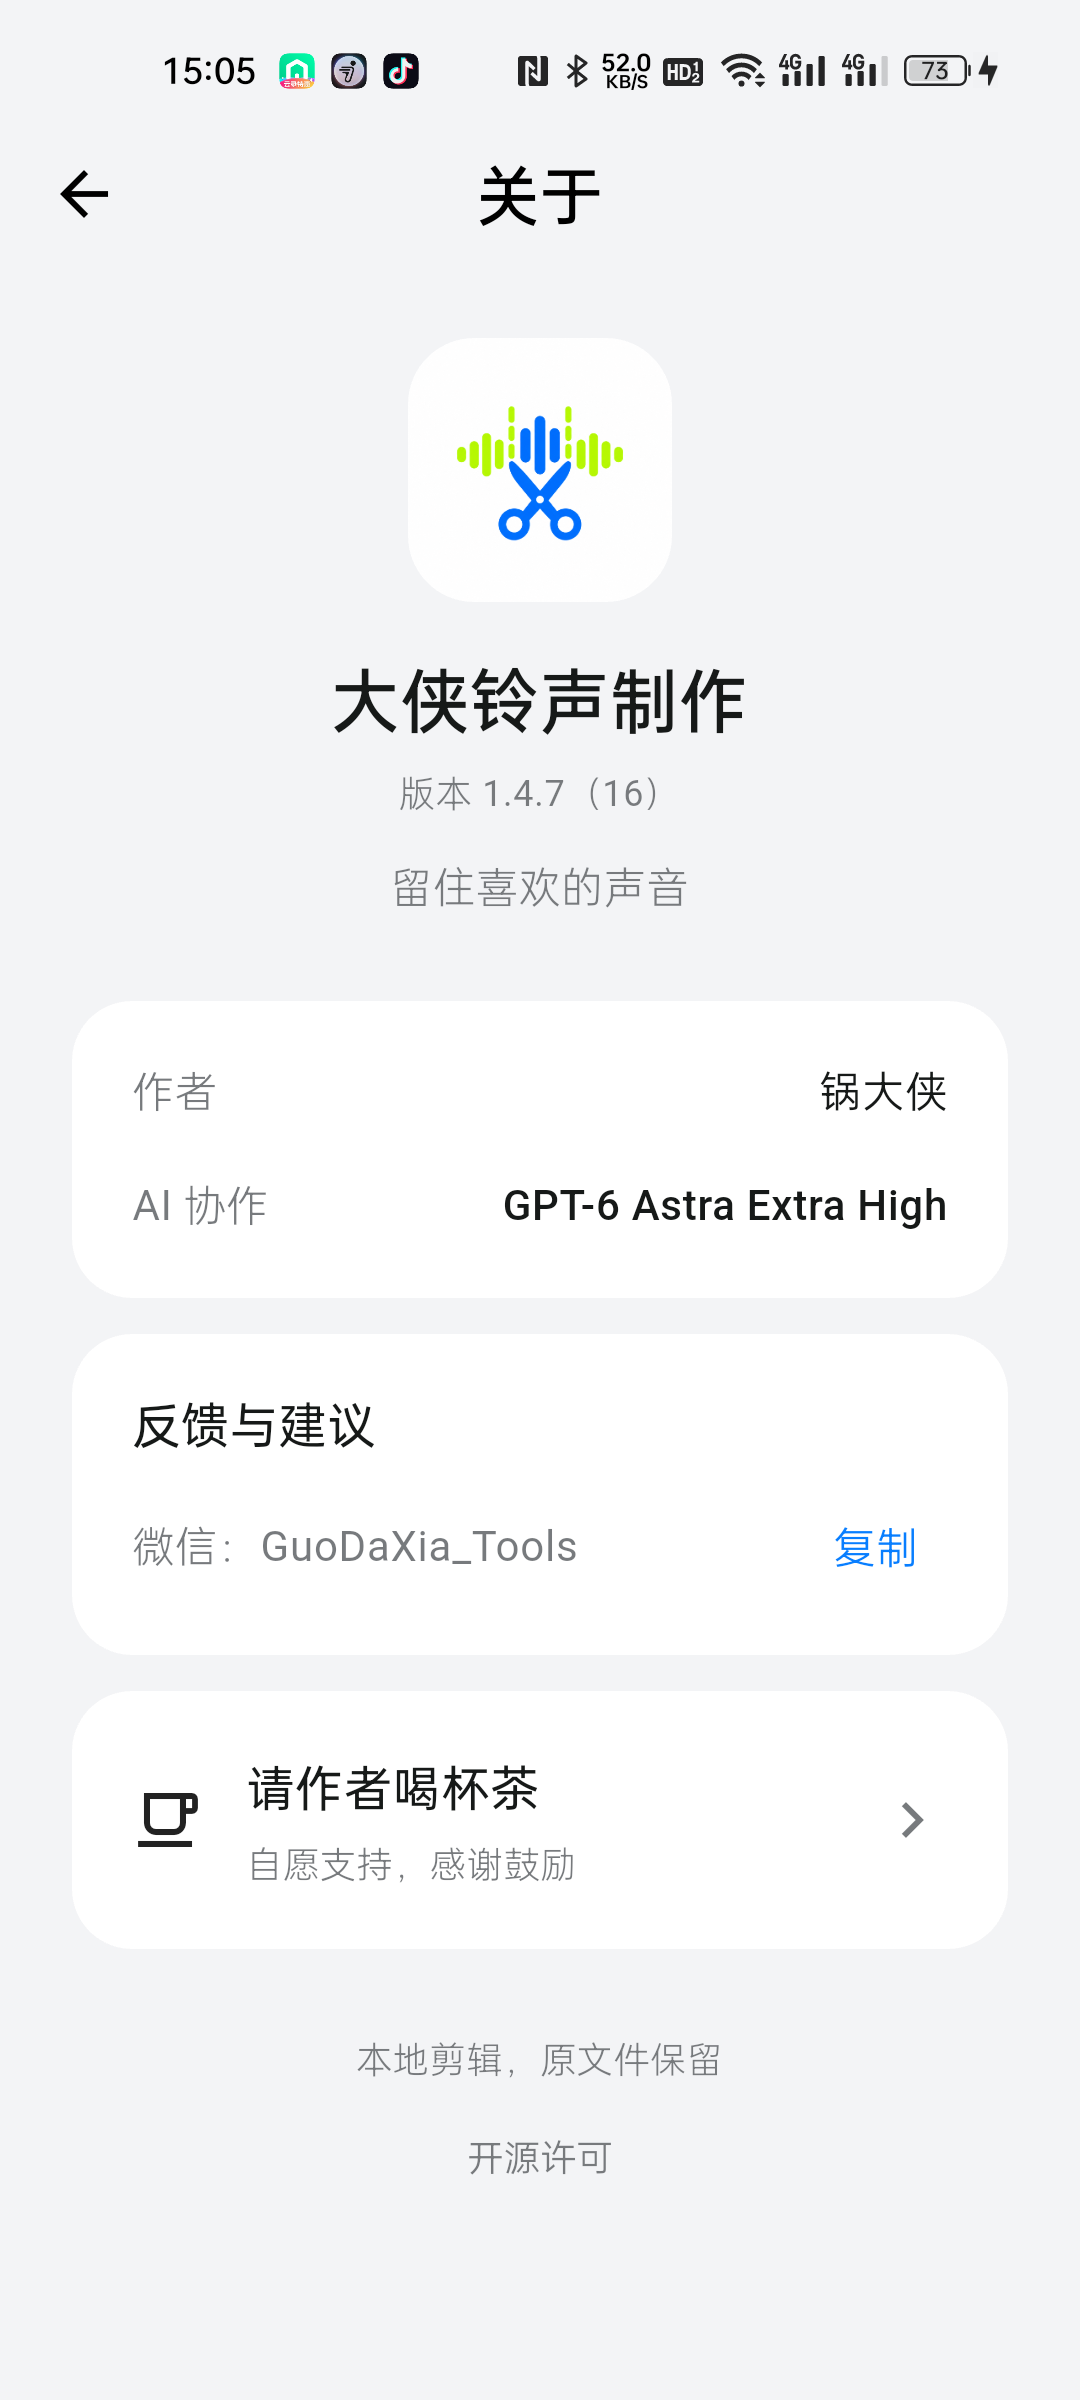 15:05 52.0 KB/S HD 1 2 4G 4G 73
关于
大侠铃声制作
版本 1.4.7（16）
留住喜欢的声音
作者 锅大侠
AI 协作 GPT-6 Astra Extra High
反馈与建议
微信： GuoDaXia_Tools 复制
请作者喝杯茶
自愿支持，感谢鼓励
本地剪辑，原文件保留
开源许可